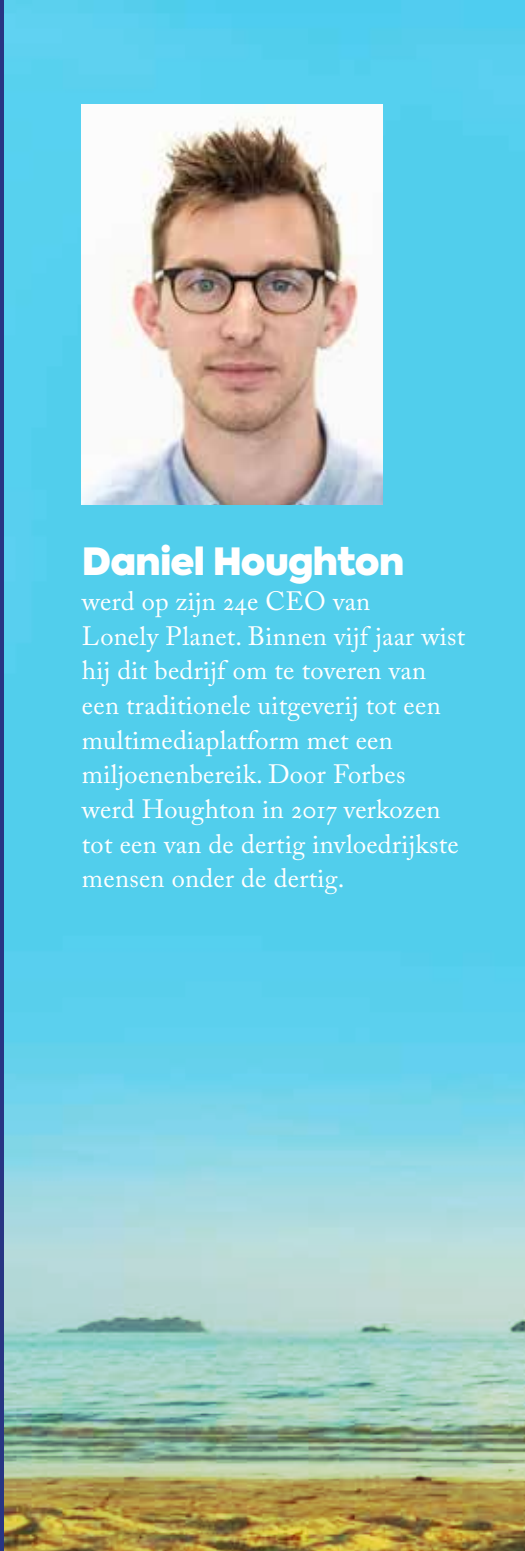 Daniel Houghton
werd op zijn 24e CEO van
Lonely Planet. Binnen vijf jaar wist
hij dit bedrijf om te toveren van
een traditionele uitgeverij tot een
multimediaplatform met een
miljoenenbereik. Door Forbes
werd Houghton in 2017 verkozen
tot een van de dertig invloedrijkste
mensen onder de dertig.